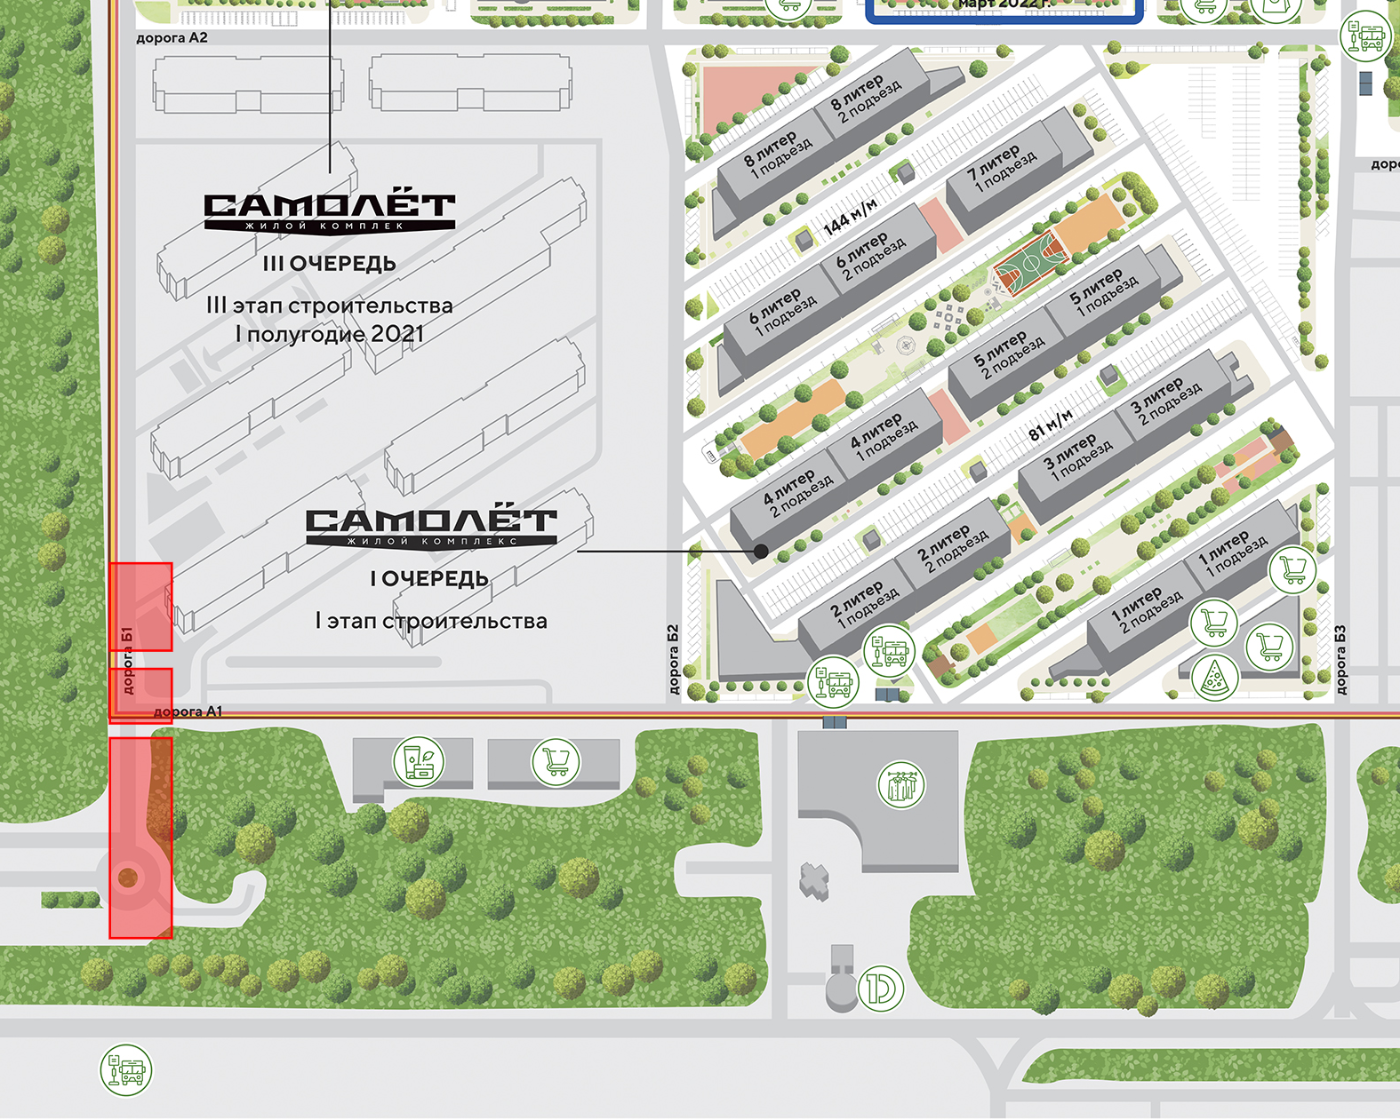 март 2022 г.
дорога А2
САМОЛЁТ
ЖИЛОЙ КОМПЛЕК
III ОЧЕРЕДЬ
III этап строительства
I полугодие 2021
САМОЛЁТ
ЖИЛОЙ КОМПЛЕКС
I ОЧЕРЕДЬ
I этап строительства
8 литер
1 подъезд
8 литер
2 подъезд
7 литер
1 подъезд
144 м/м
6 литер
1 подъезд
6 литер
2 подъезд
5 литер
2 подъезд
5 литер
1 подъезд
4 литер
2 подъезд
4 литер
1 подъезд
81 м/м
3 литер
1 подъезд
3 литер
2 подъезд
2 литер
1 подъезд
2 литер
2 подъезд
1 литер
2 подъезд
1 литер
1 подъезд
дорога Б1
дорога Б2
дорога Б3
дорога А1
доро